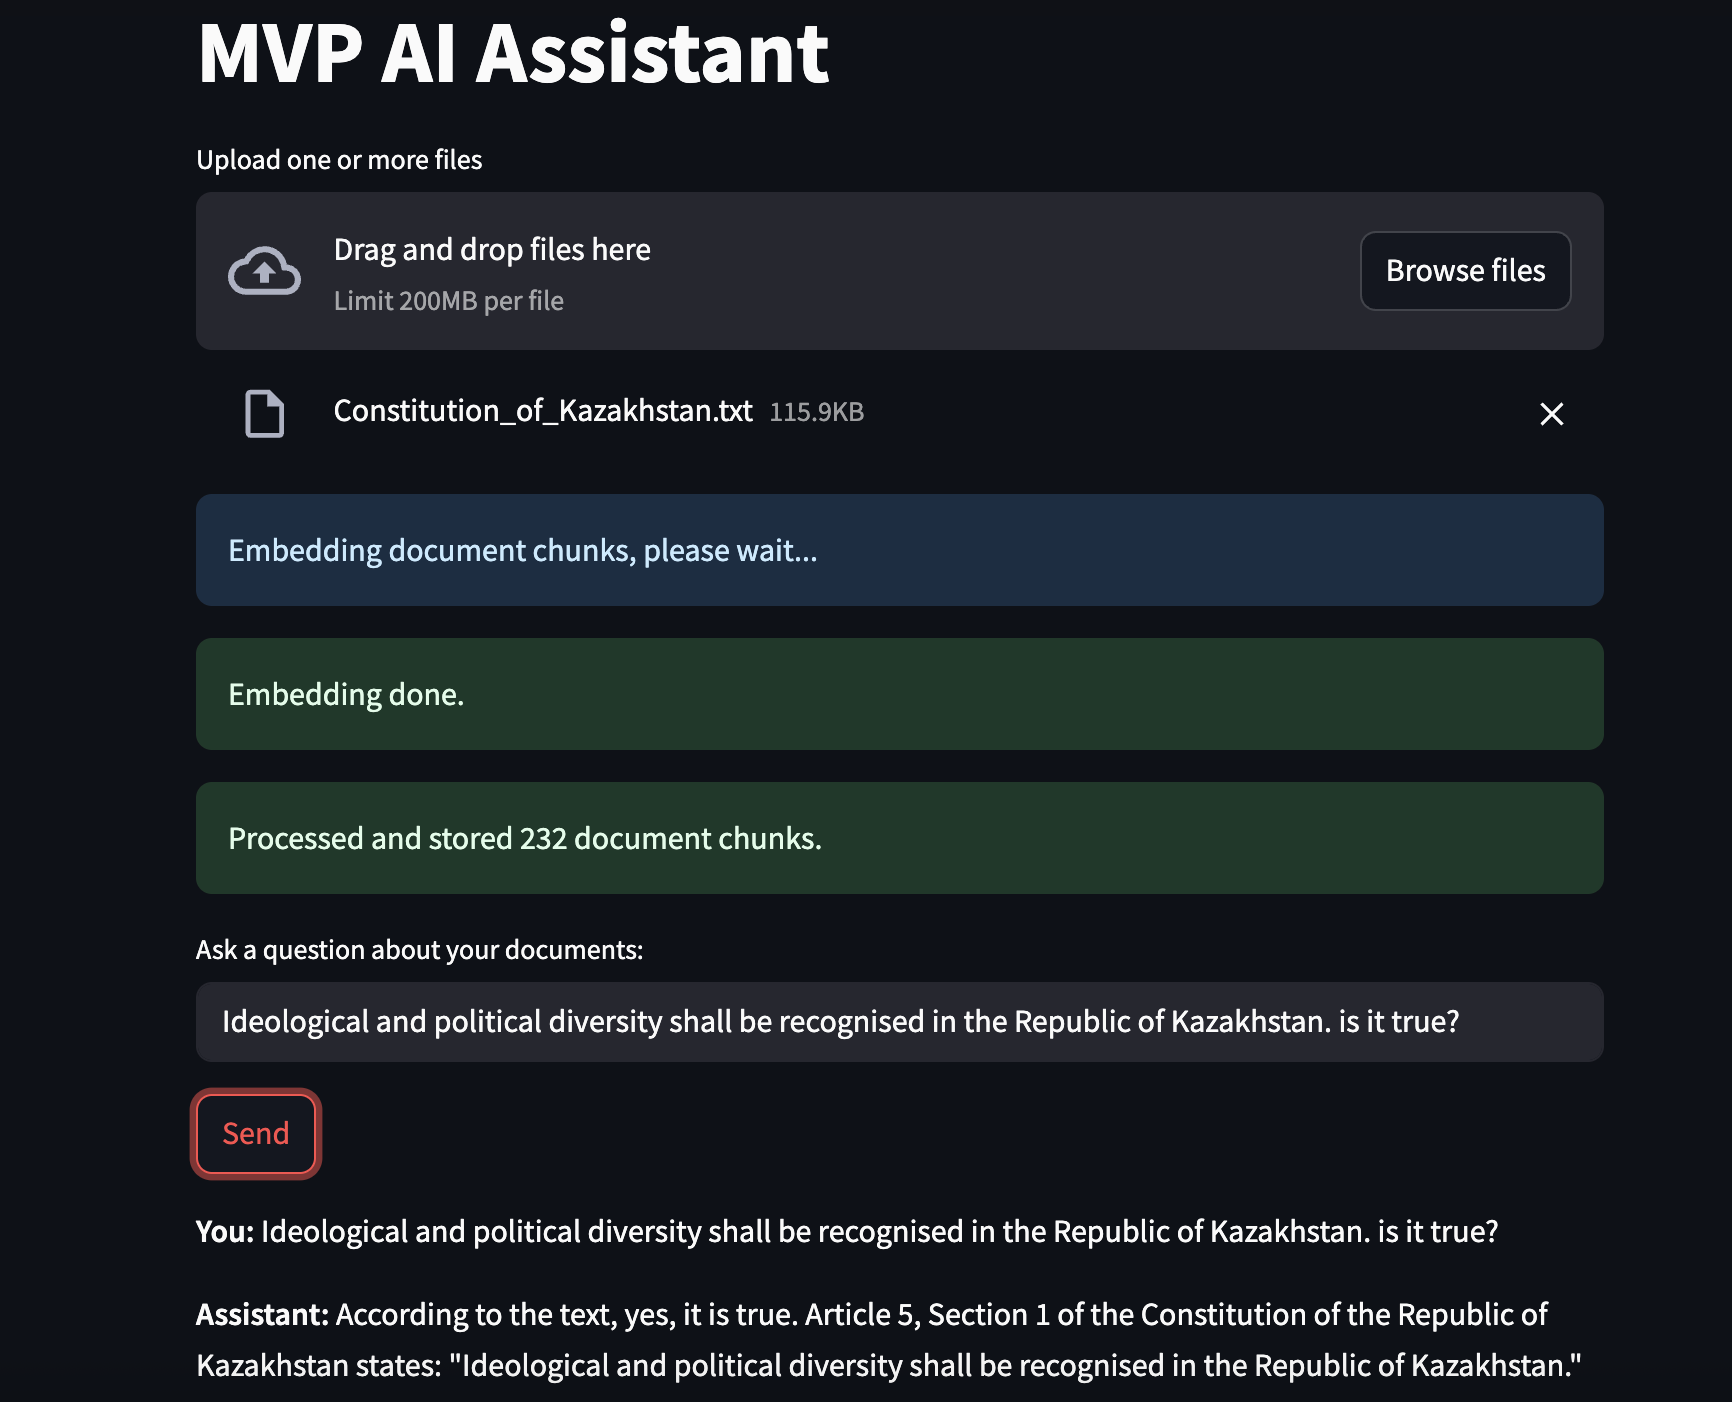 MVP AI Assistant
Upload one or more files
Drag and drop files here
Limit 200MB per file
Browse files
Constitution_of_Kazakhstan.txt 115.9KB
Embedding document chunks, please wait...
Embedding done.
Processed and stored 232 document chunks.
Ask a question about your documents:
Ideological and political diversity shall be recognised in the Republic of Kazakhstan. is it true?
Send
You: Ideological and political diversity shall be recognised in the Republic of Kazakhstan. is it true?
Assistant: According to the text, yes, it is true. Article 5, Section 1 of the Constitution of the Republic of
Kazakhstan states: "Ideological and political diversity shall be recognised in the Republic of Kazakhstan."